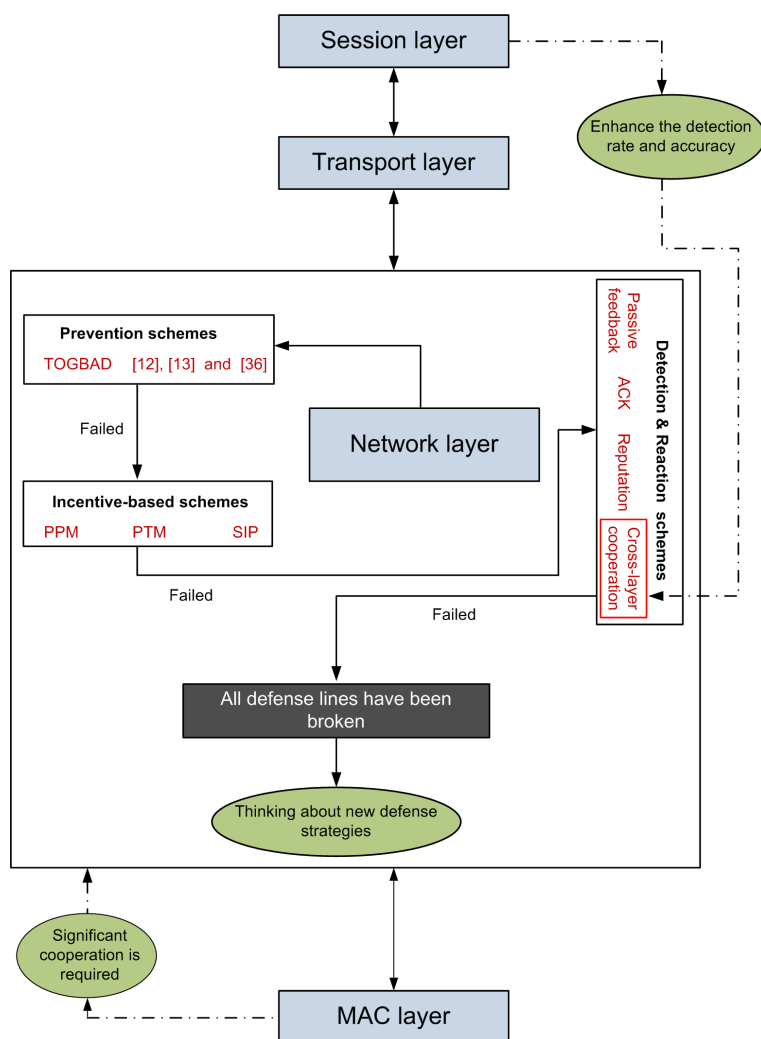 Session layer
Enhance the detection
rate and accuracy
Transport layer
Prevention schemes
TOGBAD [12], [13] and [36]
Failed
Network layer
Incentive-based schemes
PPM PTM SIP
Failed
Detection & Reaction schemes
Passive
feedback
ACK
Reputation
Cross-layer
cooperation
Failed
All defense lines have been
broken
Thinking about new defense
strategies
Significant
cooperation is
required
MAC layer